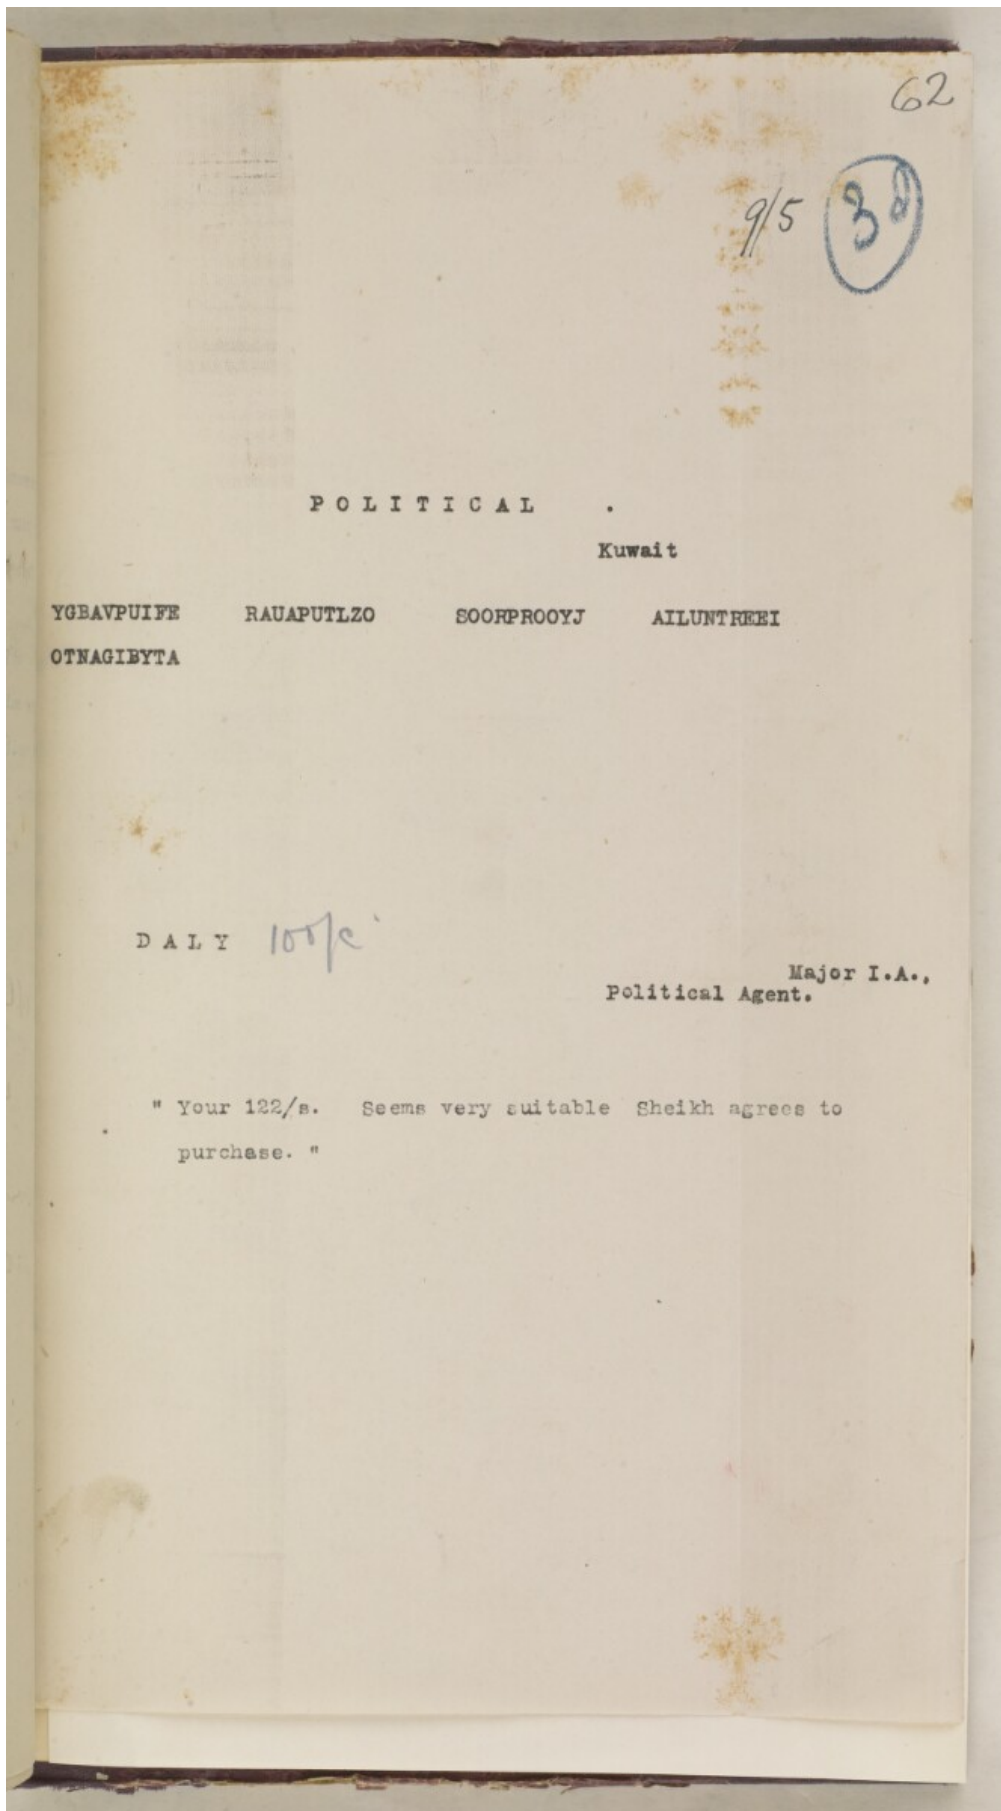 62
9/5
38
POLITICAL .
Kuwait
YGBAVPUIFE RAUAPUTLZO SOORPROOYJ AILUNTREEI
OTNAGIBYTA
DALY 100/c
Major I.A.,
Political Agent.
" Your 122/s. Seems very suitable Sheikh agrees to
purchase. "